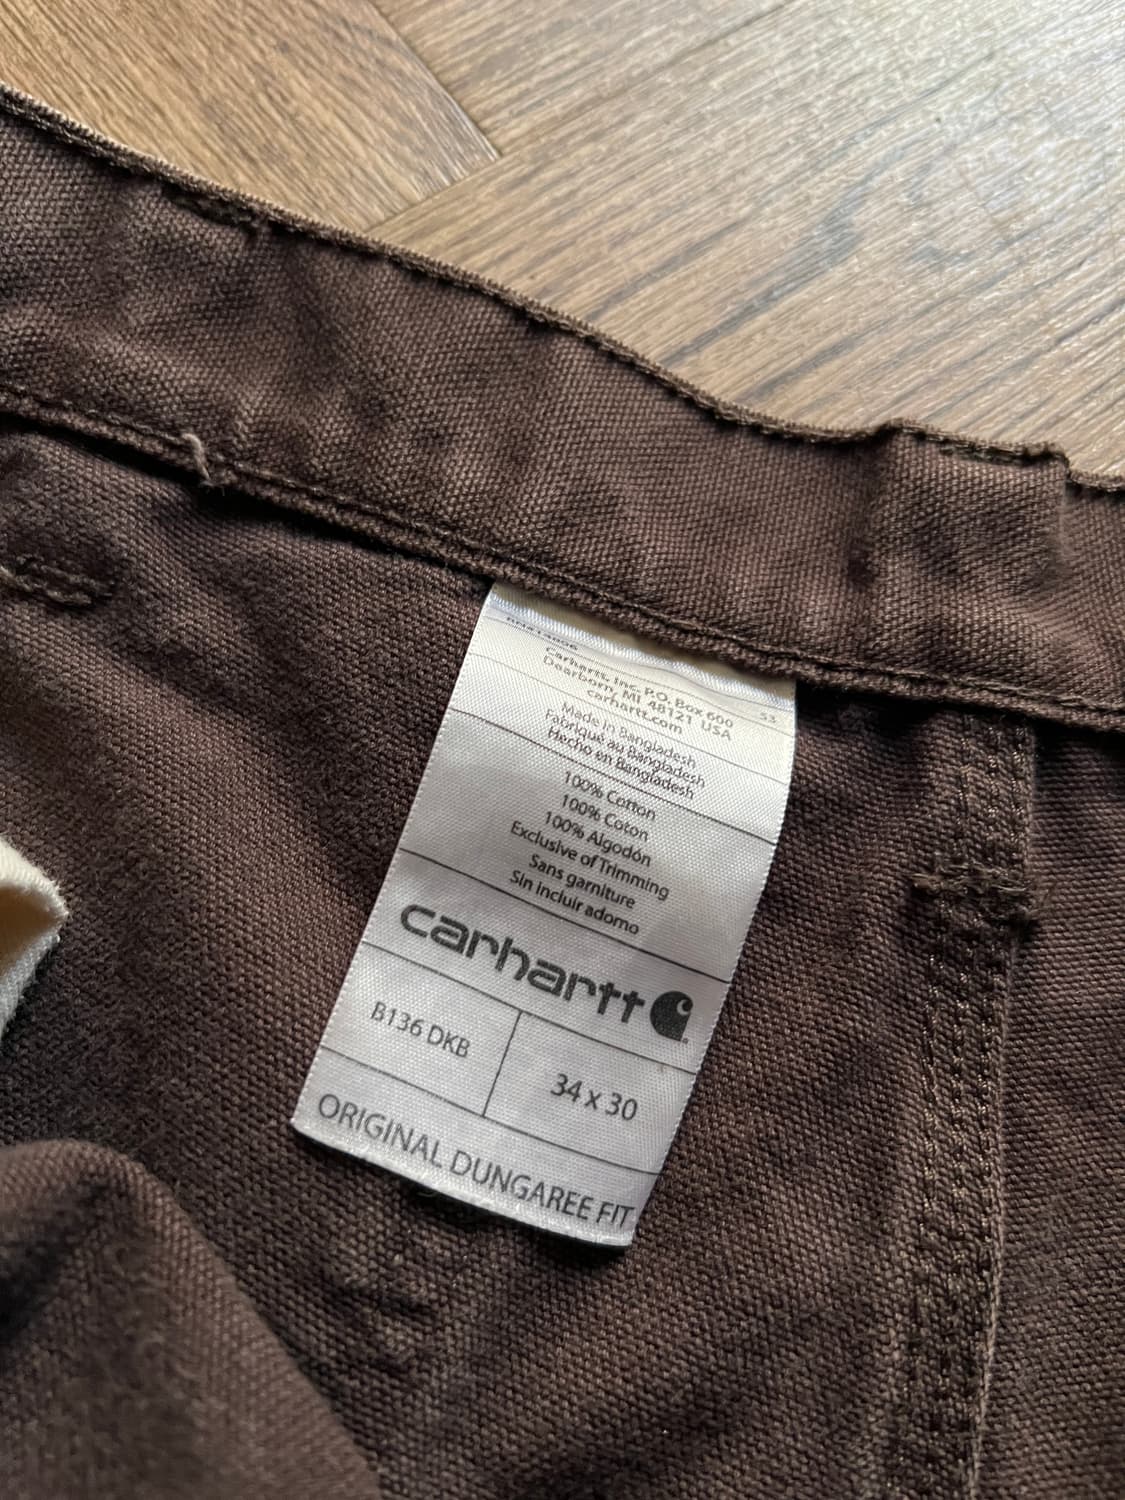 53
Carhartt, Inc. P.O. Box 600
Dearborn, MI 48121 USA
carhartt.com
Made in Bangladesh
Fabriqué au Bangladesh
Hecho en Bangladesh
100% Cotton
100% Coton
100% Algodón
Exclusive of Trimming
Sans garniture
Sin incluir adorno
carhartt
B136 DKB
34 x 30
ORIGINAL DUNGAREE FIT